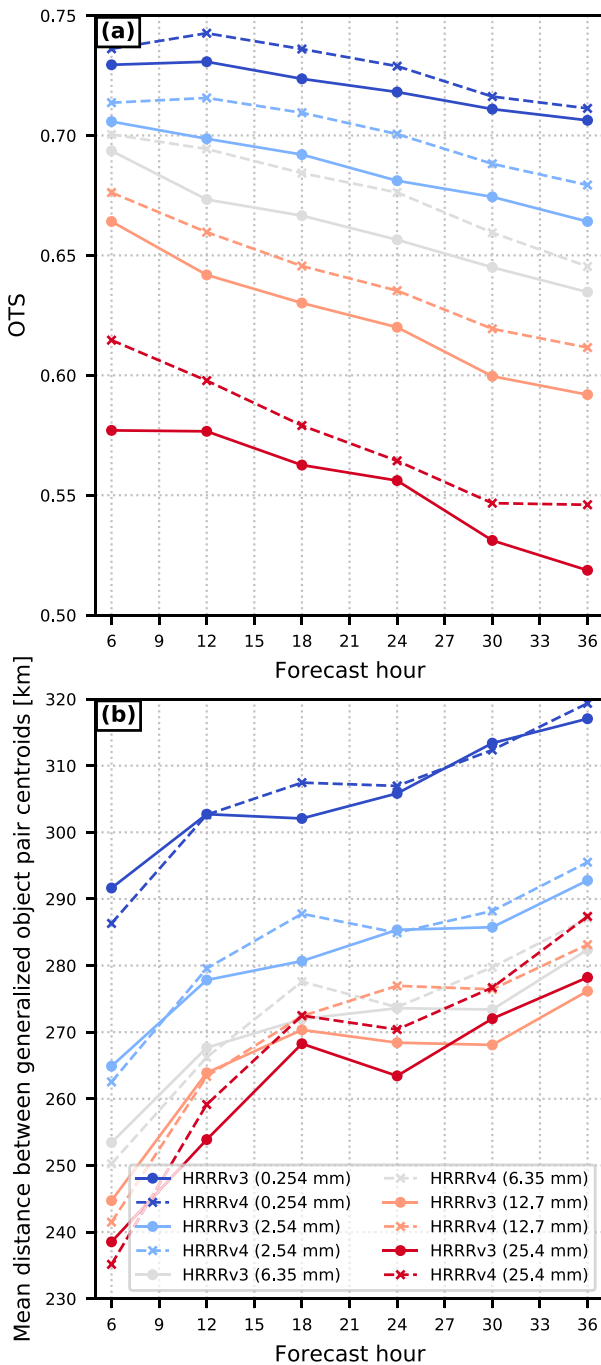 (a)
OTS
0.75
0.70
0.65
0.60
0.55
0.50
6 9 12 15 18 21 24 27 30 33 36
Forecast hour
(b)
Mean distance between generalized object pair centroids [km]
320
310
300
290
280
270
260
250
240
230
HRRRv3 (0.254 mm)
HRRRv4 (0.254 mm)
HRRRv3 (2.54 mm)
HRRRv4 (2.54 mm)
HRRRv3 (6.35 mm)
HRRRv4 (6.35 mm)
HRRRv3 (12.7 mm)
HRRRv4 (12.7 mm)
HRRRv3 (25.4 mm)
HRRRv4 (25.4 mm)
6 9 12 15 18 21 24 27 30 33 36
Forecast hour